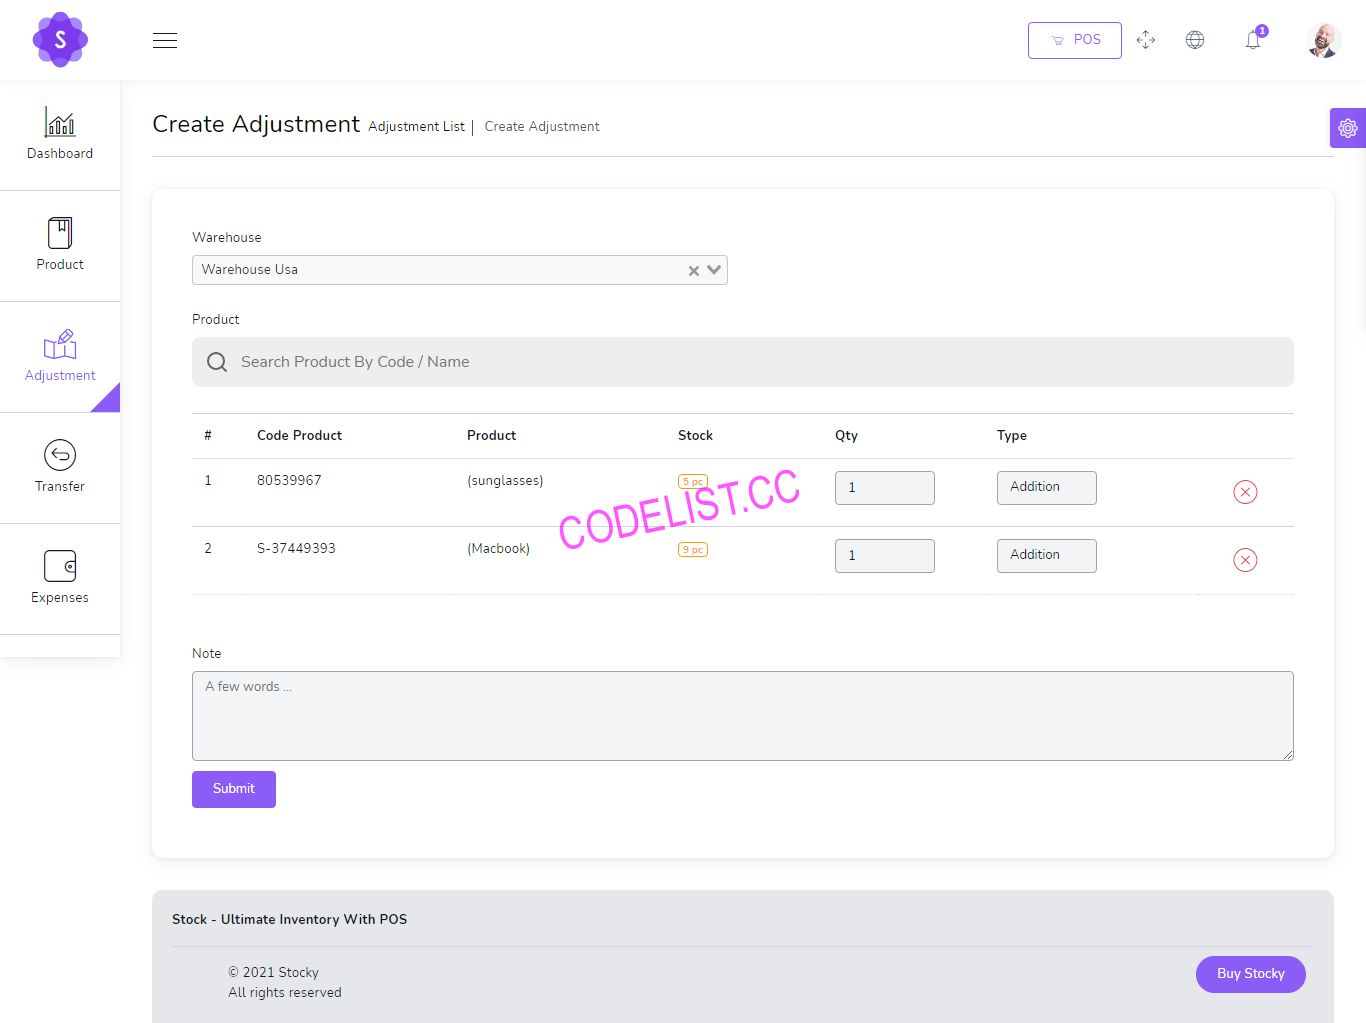 S
POS
1
Dashboard
Product
Adjustment
Transfer
Expenses
Create Adjustment Adjustment List | Create Adjustment
Warehouse
Warehouse Usa
Product
Search Product By Code / Name
# Code Product Product Stock Qty Type
1 80539967 (sunglasses) 5 pc 1 Addition
2 S-37449393 (Macbook) 9 pc 1 Addition
CODELIST.CC
Note
A few words ...
Submit
Stock - Ultimate Inventory With POS
© 2021 Stocky
All rights reserved
Buy Stocky